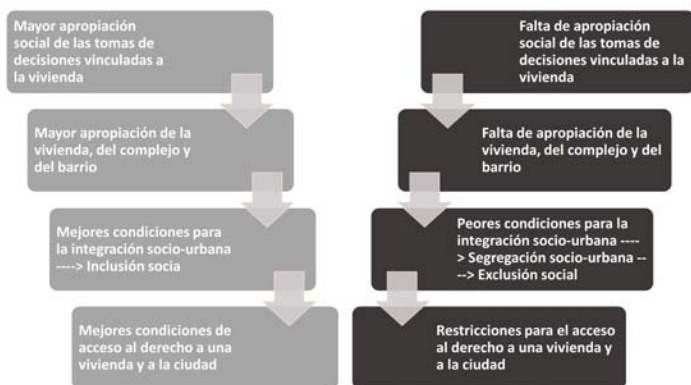 Mayor apropiación
social de las tomas de
decisiones vinculadas a
la vivienda
Mayor apropiación de la
vivienda, del complejo y
del barrio
Mejores condiciones para
la integración socio-urbana
----> Inclusión socia
Mejores condiciones de
acceso al derecho a una
vivienda y a la ciudad
Falta de apropiación
social de las tomas de
decisiones vinculadas a la
vivienda
Falta de apropiación de la
vivienda, del complejo y del
barrio
Peores condiciones para la
integración socio-urbana ----
> Segregación socio-urbana --
--> Exclusión social
Restricciones para el acceso
al derecho a una vivienda y
a la ciudad